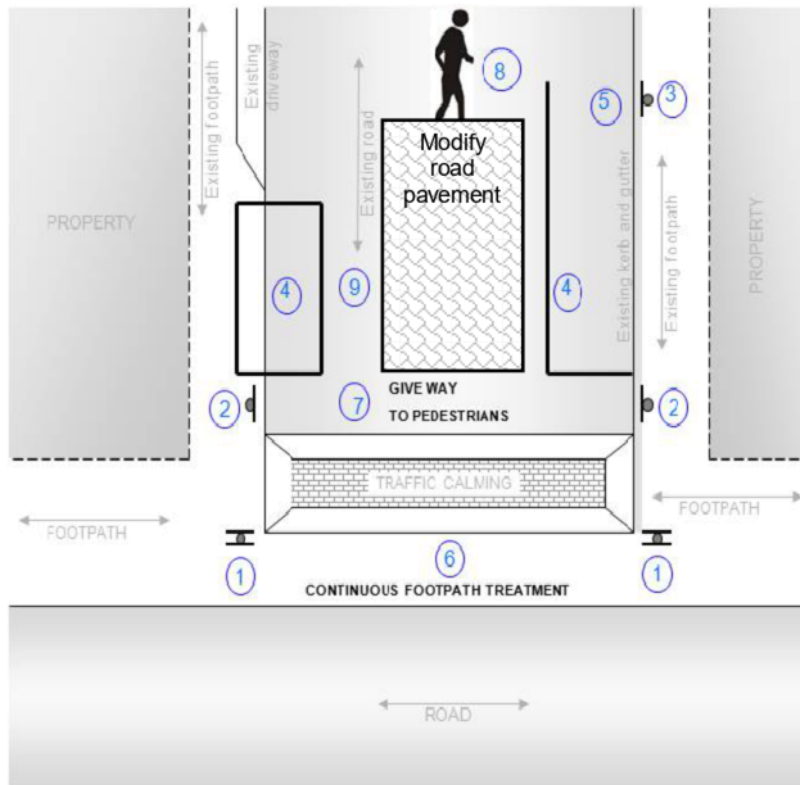 Existing footpath
Existing
driveway
8
5
3
Modify
road
pavement
Existing road
PROPERTY
Existing kerb and gutter
Existing footpath
PROPERTY
4
9
4
2
7
GIVE WAY
TO PEDESTRIANS
2
TRAFFIC CALMING
FOOTPATH
FOOTPATH
1
6
1
CONTINUOUS FOOTPATH TREATMENT
ROAD